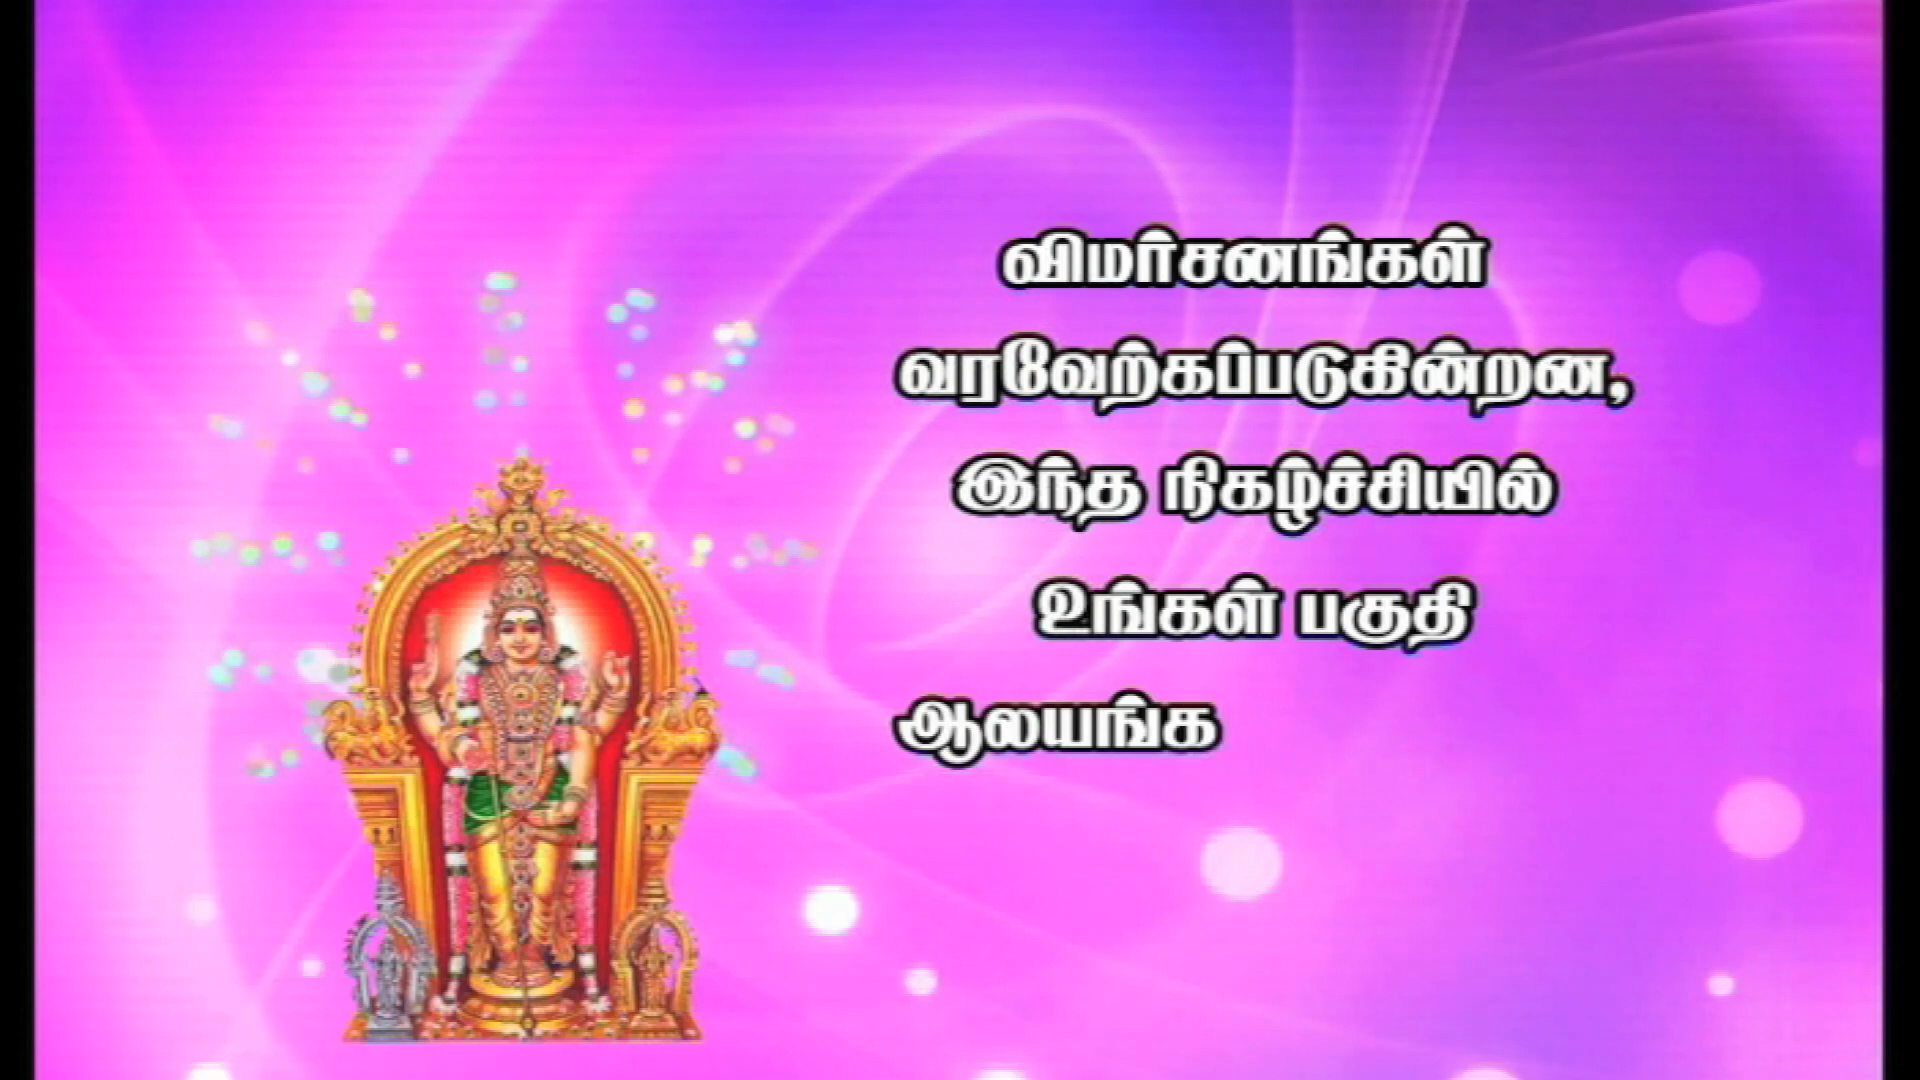 விமர்சனங்கள்
வரவேற்கப்படுகின்றன,
இந்த நிகழ்ச்சியில்
உங்கள் பகுதி
ஆலயங்க